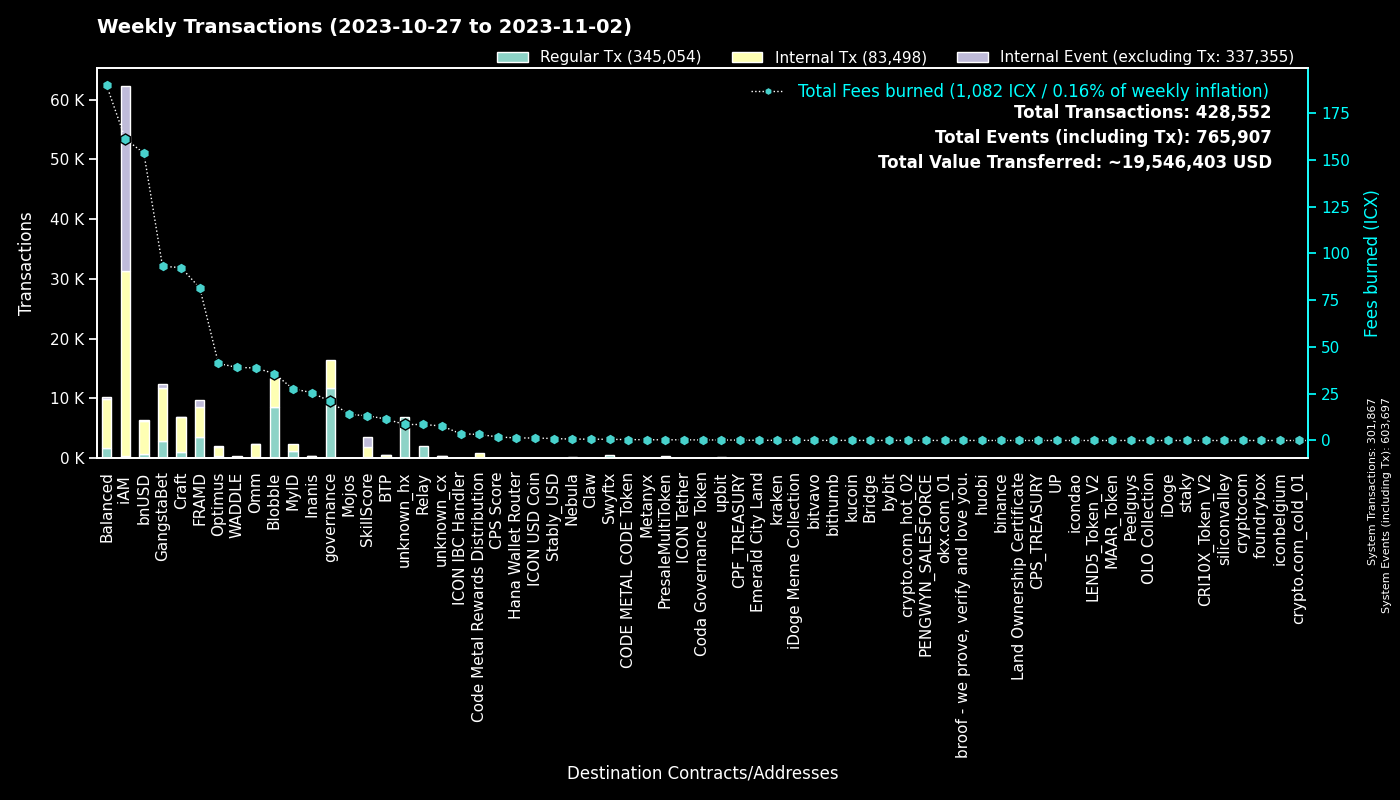 Weekly Transactions (2023-10-27 to 2023-11-02)
Regular Tx (345,054)
Internal Tx (83,498)
Internal Event (excluding Tx: 337,355)
Total Fees burned (1,082 ICX / 0.16% of weekly inflation)
Total Transactions: 428,552
Total Events (including Tx): 765,907
Total Value Transferred: ~19,546,403 USD
Transactions
60 K
50 K
40 K
30 K
20 K
10 K
0 K
175
150
125
100
75
50
25
0
Fees burned (ICX)
System Transactions: 301,867
System Events (including Tx): 603,697
Balanced
iAM
bnUSD
GangstaBet
Craft
FRAMD
Optimus
WADDLE
Omm
Blobble
MyID
Inanis
governance
Mojos
SkillScore
BTP
unknown_hx
Relay
unknown_cx
ICON IBC Handler
Code Metal Rewards Distribution
CPS Score
Hana Wallet Router
ICON USD Coin
Stably_USD
Nebula
Claw
Swyftx
CODE METAL CODE Token
Metanyx
PresaleMultiToken
ICON Tether
Coda Governance Token
upbit
CPF_TREASURY
Emerald City Land
kraken
iDoge Meme Collection
bitvavo
bithumb
kucoin
Bridge
bybit
crypto.com_hot_02
PENGWYN_SALESFORCE
okx.com_01
broof - we prove, verify and love you.
huobi
binance
Land Ownership Certificate
CPS_TREASURY
UP
icondao
LEND5_Token_V2
MAAR_Token
Peelguys
OLO Collection
iDoge
staky
CRI10X_Token_V2
siliconvalley
cryptocom
foundrybox
iconbelgium
crypto.com_cold_01
Destination Contracts/Addresses